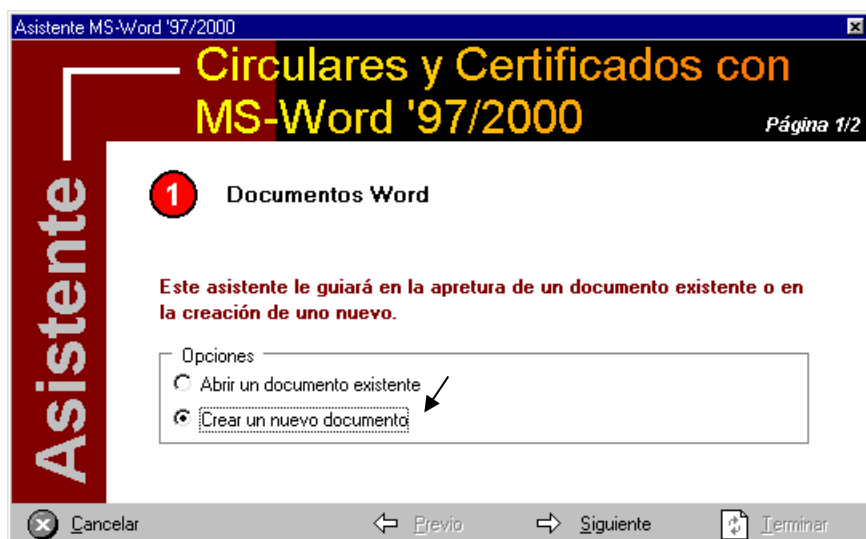 Asistente MS-Word '97/2000
Circulares y Certificados con
MS-Word '97/2000
Página 1/2
Asistente
1 Documentos Word
Este asistente le guiará en la apretura de un documento existente o en
la creación de uno nuevo.
Opciones
Abrir un documento existente
Crear un nuevo documento
Cancelar Previo Siguiente Terminar